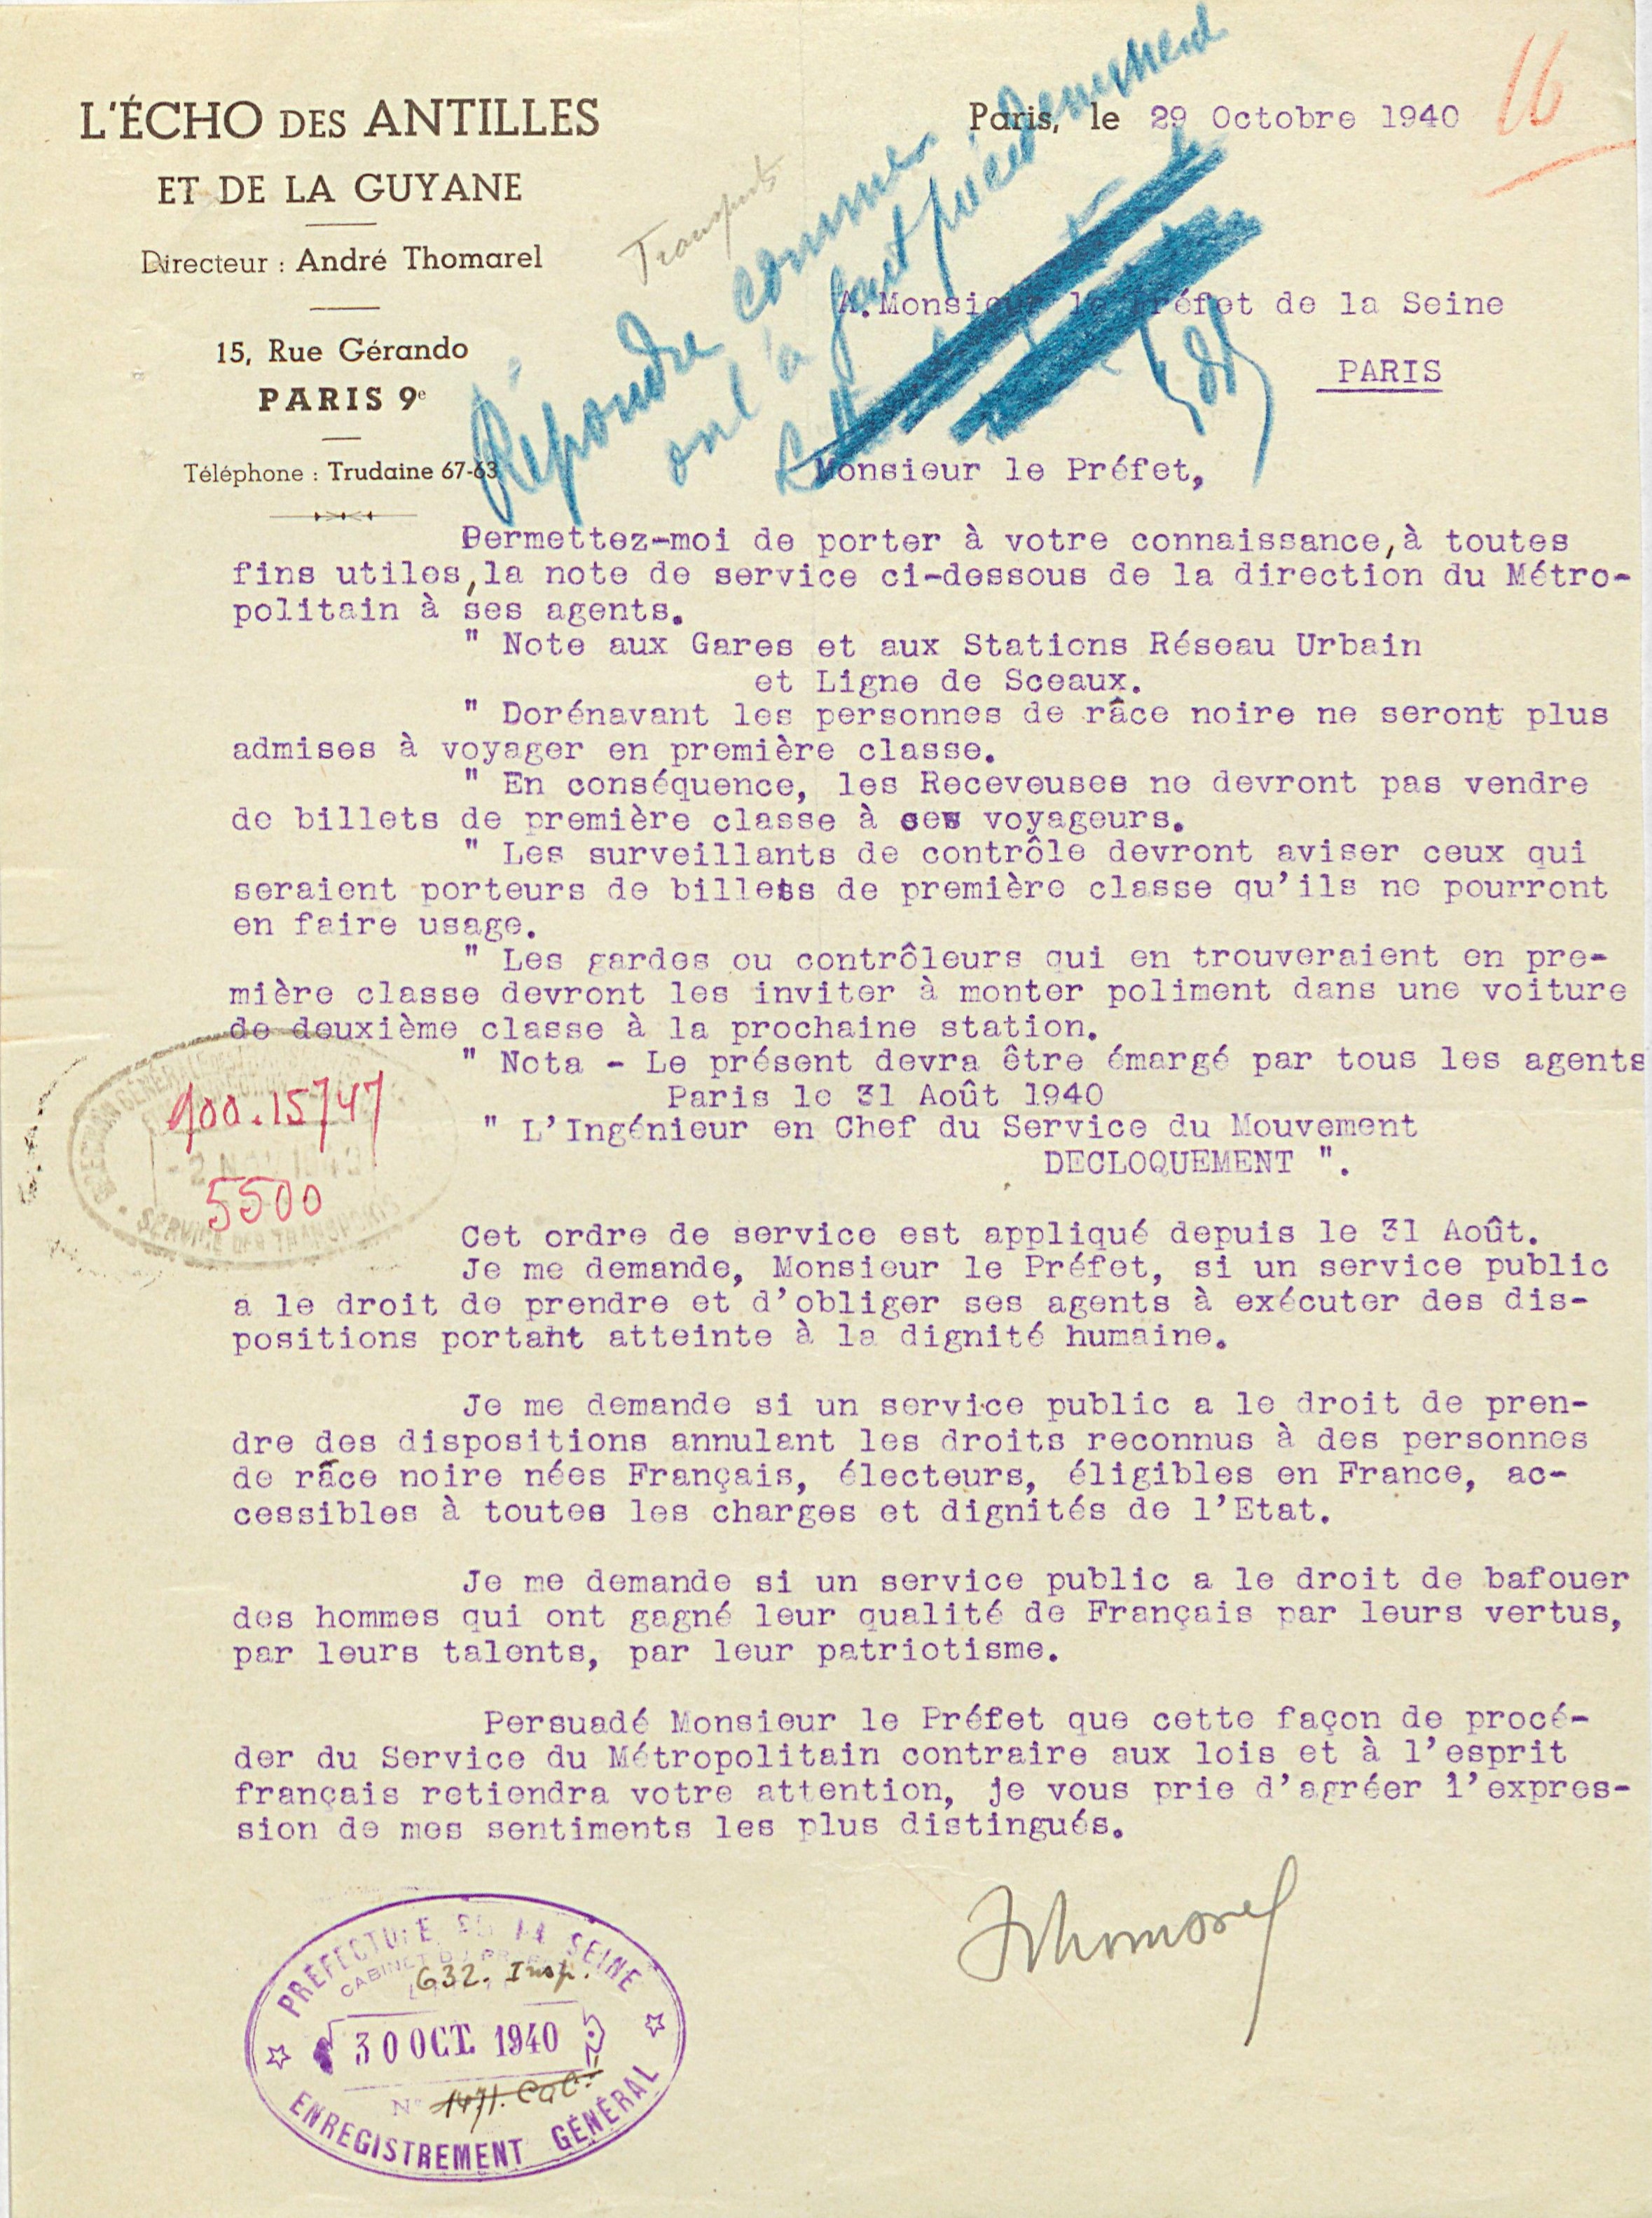 L'ÉCHO DES ANTILLES
ET DE LA GUYANE
Directeur : André Thomarel
15, Rue Gérando
PARIS 9e
Téléphone : Trudaine 67-63
Paris, le 29 Octobre 1940
16
Transports
Répondre comme
ont
A Monsieur le Préfet de la Seine
PARIS
Monsieur le Préfet,
Permettez-moi de porter à votre connaissance, à toutes
fins utiles, la note de service ci-dessous de la direction du Métro-
politain à ses agents.
" Note aux Gares et aux Stations Réseau Urbain
et Ligne de Sceaux.
" Dorénavant les personnes de râce noire ne seront plus
admises à voyager en première classe.
" En conséquence, les Receveuses ne devront pas vendre
de billets de première classe à ces voyageurs.
" Les surveillants de contrôle devront aviser ceux qui
seraient porteurs de billets de première classe qu'ils ne pourront
en faire usage.
" Les gardes ou contrôleurs qui en trouveraient en pre-
mière classe devront les inviter à monter poliment dans une voiture
de deuxième classe à la prochaine station.
" Nota - Le présent devra être émargé par tous les agents
Paris le 31 Août 1940
" L'Ingénieur en Chef du Service du Mouvement
DECLOQUEMENT ".
900.15747
5500
SERVICE DES TRANSPORTS
Cet ordre de service est appliqué depuis le 31 Août.
Je me demande, Monsieur le Préfet, si un service public
a le droit de prendre et d'obliger ses agents à exécuter des dis-
positions portant atteinte à la dignité humaine.
Je me demande si un service public a le droit de pren-
dre des dispositions annulant les droits reconnus à des personnes
de râce noire nées Français, électeurs, éligibles en France, ac-
cessibles à toutes les charges et dignités de l'Etat.
Je me demande si un service public a le droit de bafouer
des hommes qui ont gagné leur qualité de Français par leurs vertus,
par leurs talents, par leur patriotisme.
Persuadé Monsieur le Préfet que cette façon de procé-
der du Service du Métropolitain contraire aux lois et à l'esprit
français retiendra votre attention, je vous prie d'agréer l'expres-
sion de mes sentiments les plus distingués.
Thomarel
PRÉFECTURE DE LA SEINE
CABINET DU PRÉFET
632. Insp.
30 OCT. 1940
N° 1471. Cab.
ENREGISTREMENT GÉNÉRAL